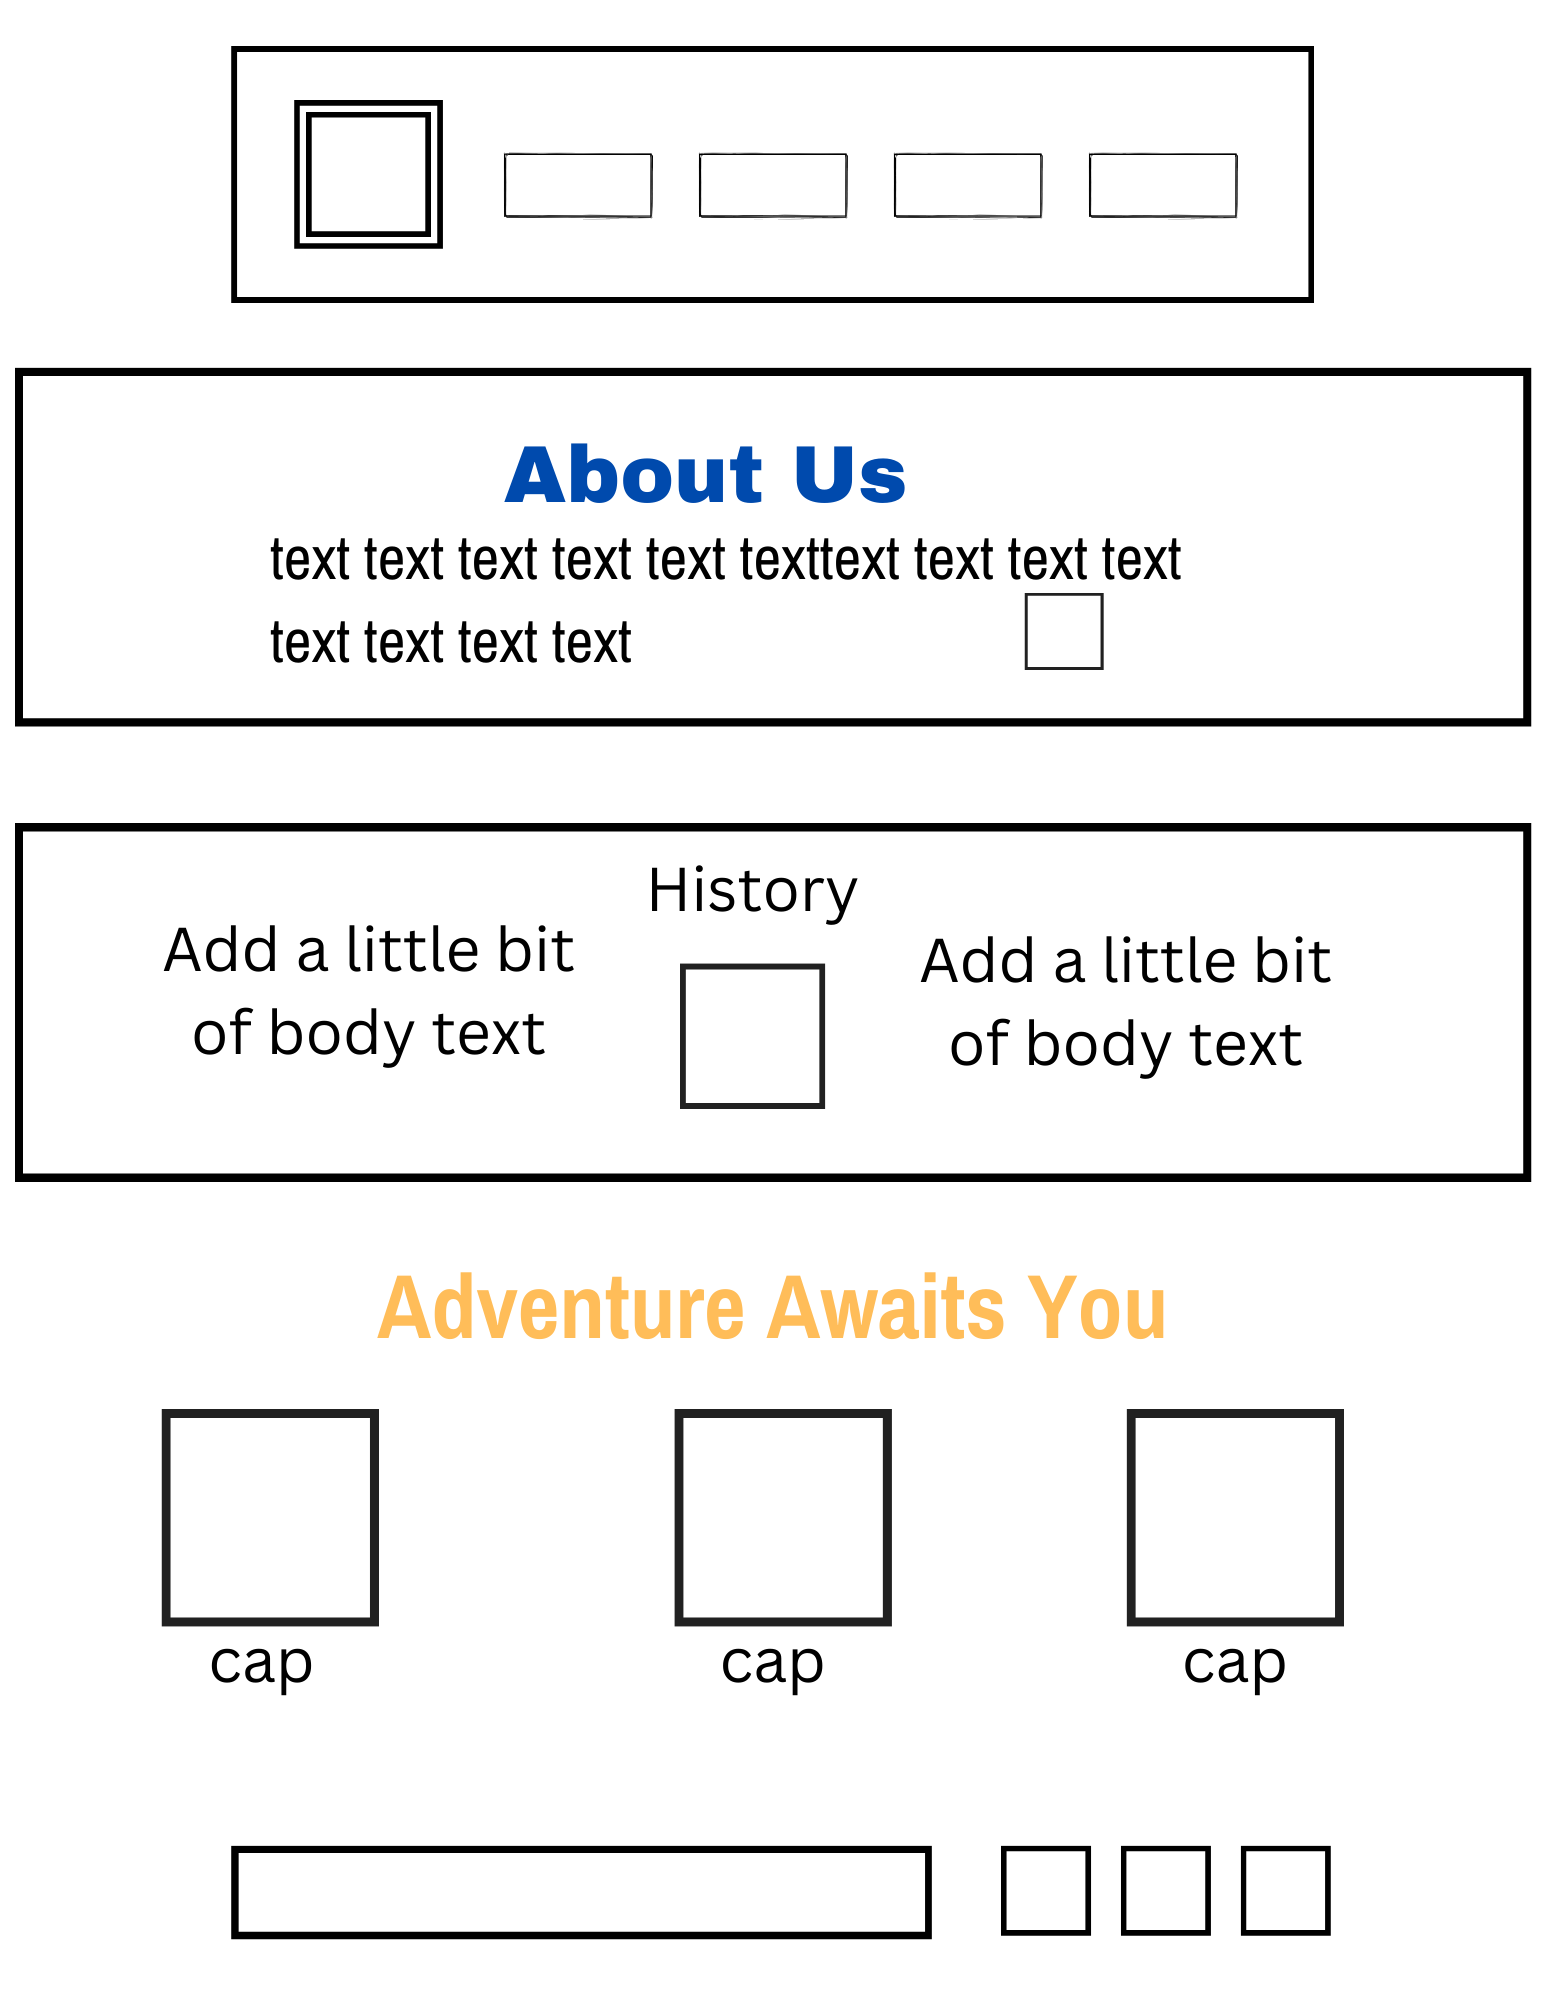 About Us
text text text text text texttext text text text
text text text text
History
Add a little bit
of body text
Add a little bit
of body text
Adventure Awaits You
cap
cap
cap